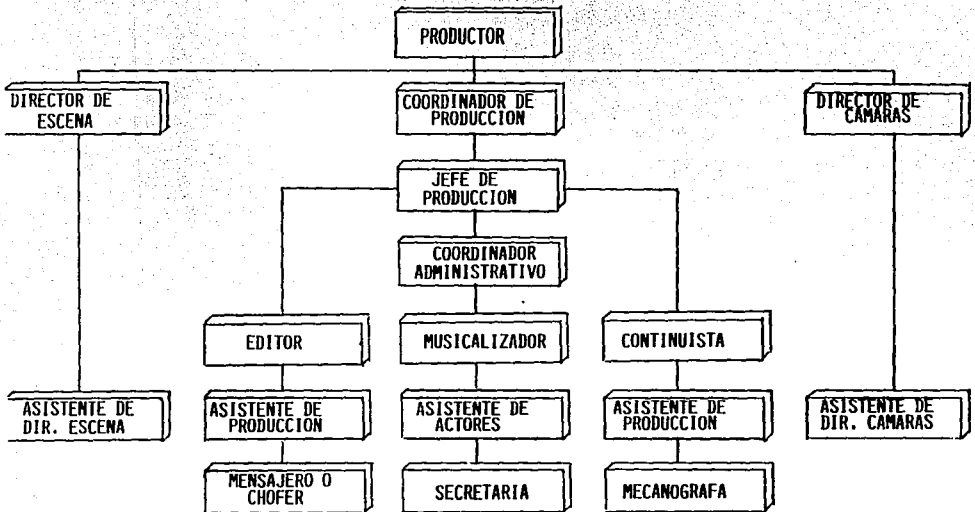 PRODUCTOR
DIRECTOR DE
ESCENA
COORDINADOR DE
PRODUCCION
DIRECTOR DE
CAMARAS
JEFE DE
PRODUCCION
COORDINADOR
ADMINISTRATIVO
EDITOR
MUSICALIZADOR
CONTINUISTA
ASISTENTE DE
DIR. ESCENA
ASISTENTE DE
PRODUCCION
ASISTENTE DE
ACTORES
ASISTENTE DE
PRODUCCION
ASISTENTE DE
DIR. CAMARAS
MENSAJERO O
CHOFER
SECRETARIA
MECANOGRAFA